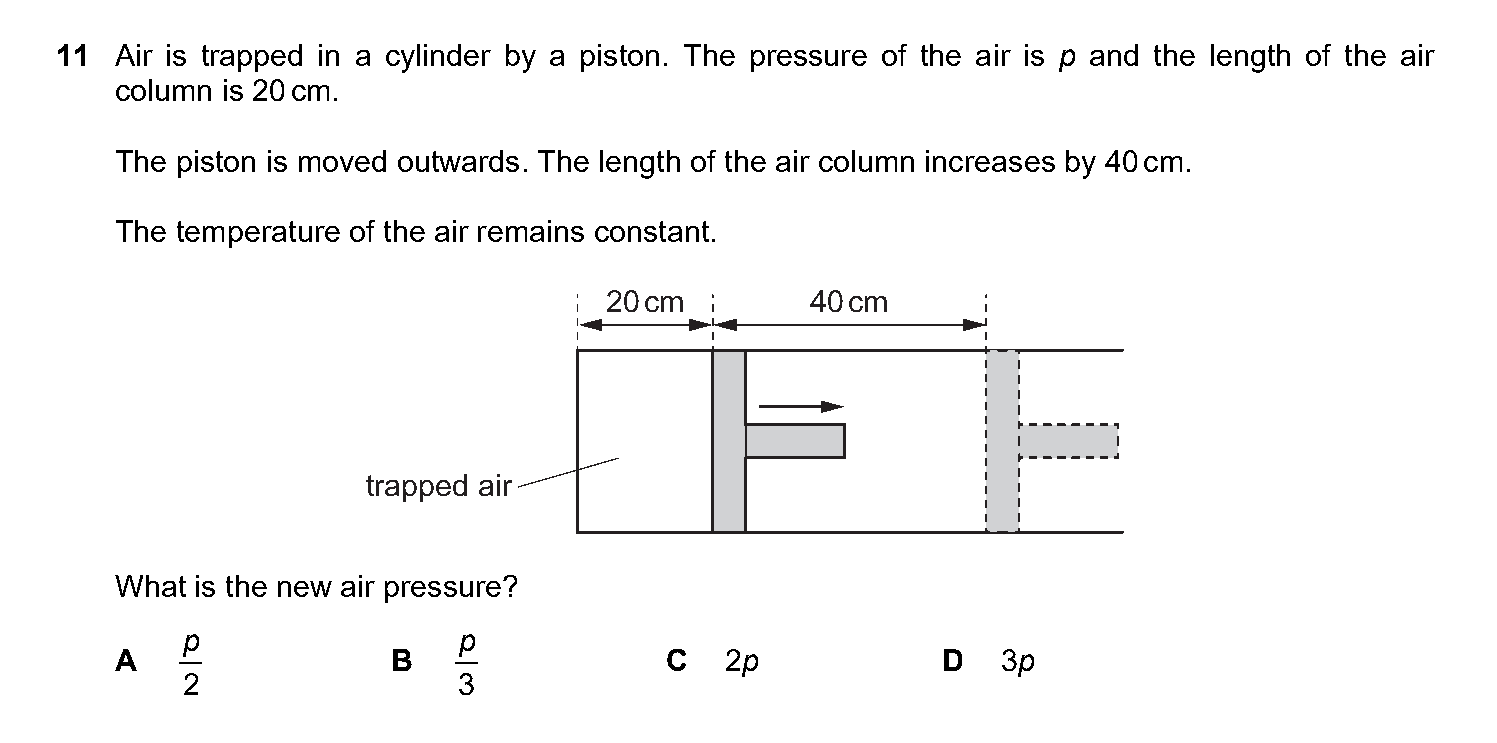 11 Air is trapped in a cylinder by a piston. The pressure of the air is p and the length of the air
column is 20 cm.
The piston is moved outwards. The length of the air column increases by 40 cm.
The temperature of the air remains constant.
20 cm 40 cm
trapped air
What is the new air pressure?
A p/2 B p/3 C 2p D 3p